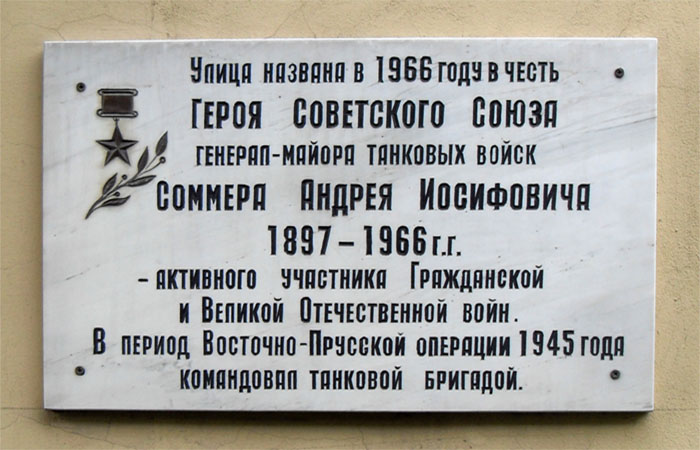 Улица названа в 1966 году в честь
Героя Советского Союза
генерал-майора танковых войск
Соммера Андрея Иосифовича
1897 – 1966 г.г.
– активного участника Гражданской
и Великой Отечественной войн.
В период Восточно-Прусской операции 1945 года
командовал танковой бригадой.